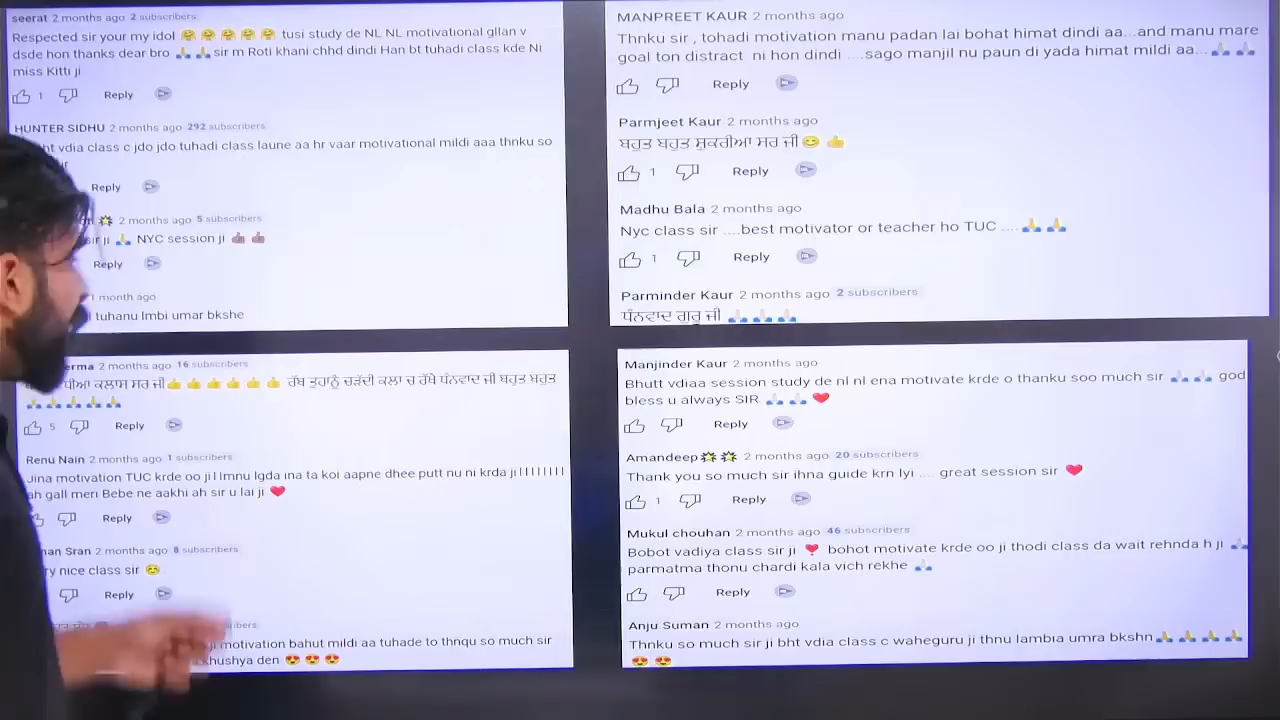 seerat 2 months ago 2 subscribers
Respected sir your my idol 🤗 🤗 🤗 🤗 🤗 tusi study de NL NL motivational gllan v
dsde hon thanks dear bro 🙏 🙏 sir m Roti khani chhd dindi Han bt tuhadi class kde NI
miss Kitti ji
1 Reply
HUNTER SIDHU 2 months ago 292 subscribers
vdia class c jdo jdo tuhadi class laune aa hr vaar motivational mildi aaa thnku so
Reply
2 months ago 5 subscribers
sir ji 🙏 NYC session ji 👍🏾 👍🏾
Reply
1 month ago
tuhanu lmbi umar bkshe
2 months ago 16 subscribers
ਕਲਾਸ ਸਰ ਜੀ👍 👍 👍 👍 👍 👍 ਰੱਬ ਤੁਹਾਨੂੰ ਚੜਦੀ ਕਲਾ ਚ ਰੱਖੇ ਧੰਨਵਾਦ ਜੀ ਬਹੁਤ ਬਹੁਤ
🙏 🙏 🙏 🙏 🙏
5 Reply
Renu Nain 2 months ago 1 subscribers
Jina motivation TUC krde oo ji l lmnu lgda ina ta koi aapne dhee putt nu ni krda ji l l l l l l l l l
ah gall meri Bebe ne aakhi ah sir u lai ji ❤️
Reply
Sran 2 months ago 8 subscribers
nice class sir 😊
Reply
ji motivation bahut mildi aa tuhade to thnqu so much sir
khushya den 😍 😍 😍
MANPREET KAUR 2 months ago
Thnku sir , tohadi motivation manu padan lai bohat himat dindi aa...and manu mare
goal ton distract ni hon dindi ....sago manjil nu paun di yada himat mildi aa... 🙏 🙏
Reply
Parmjeet Kaur 2 months ago
ਬਹੁਤ ਬਹੁਤ ਸ਼ੁਕਰੀਆ ਸਰ ਜੀ 😊 👍
1 Reply
Madhu Bala 2 months ago
Nyc class sir ....best motivator or teacher ho TUC .... 🙏 🙏
1 Reply
Parminder Kaur 2 months ago 2 subscribers
ਧੰਨਵਾਦ ਗੁਰੂ ਜੀ 🙏 🙏 🙏
Manjinder Kaur 2 months ago
Bhutt vdiaa session study de nl nl ena motivate krde o thanku soo much sir 🙏 🙏 god
bless u always SIR 🙏 🙏 ❤️
Reply
Amandeep🌟 🌟 2 months ago 20 subscribers
Thank you so much sir ihna guide krn lyi .... great session sir ❤️
1 Reply
Mukul chouhan 2 months ago 46 subscribers
Bobot vadiya class sir ji ❣️ bohot motivate krde oo ji thodi class da wait rehnda h ji 🙏
parmatma thonu chardi kala vich rekhe 🙏
Reply
Anju Suman 2 months ago
Thnku so much sir ji bht vdia class c waheguru ji thnu lambia umra bkshn🙏 🙏 🙏 🙏
😍 😍